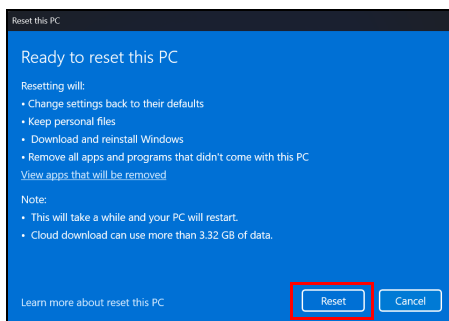 Reset this PC
Ready to reset this PC
Resetting will:
• Change settings back to their defaults
• Keep personal files
• Download and reinstall Windows
• Remove all apps and programs that didn't come with this PC
View apps that will be removed
Note:
• This will take a while and your PC will restart.
• Cloud download can use more than 3.32 GB of data.
Learn more about reset this PC
Reset
Cancel